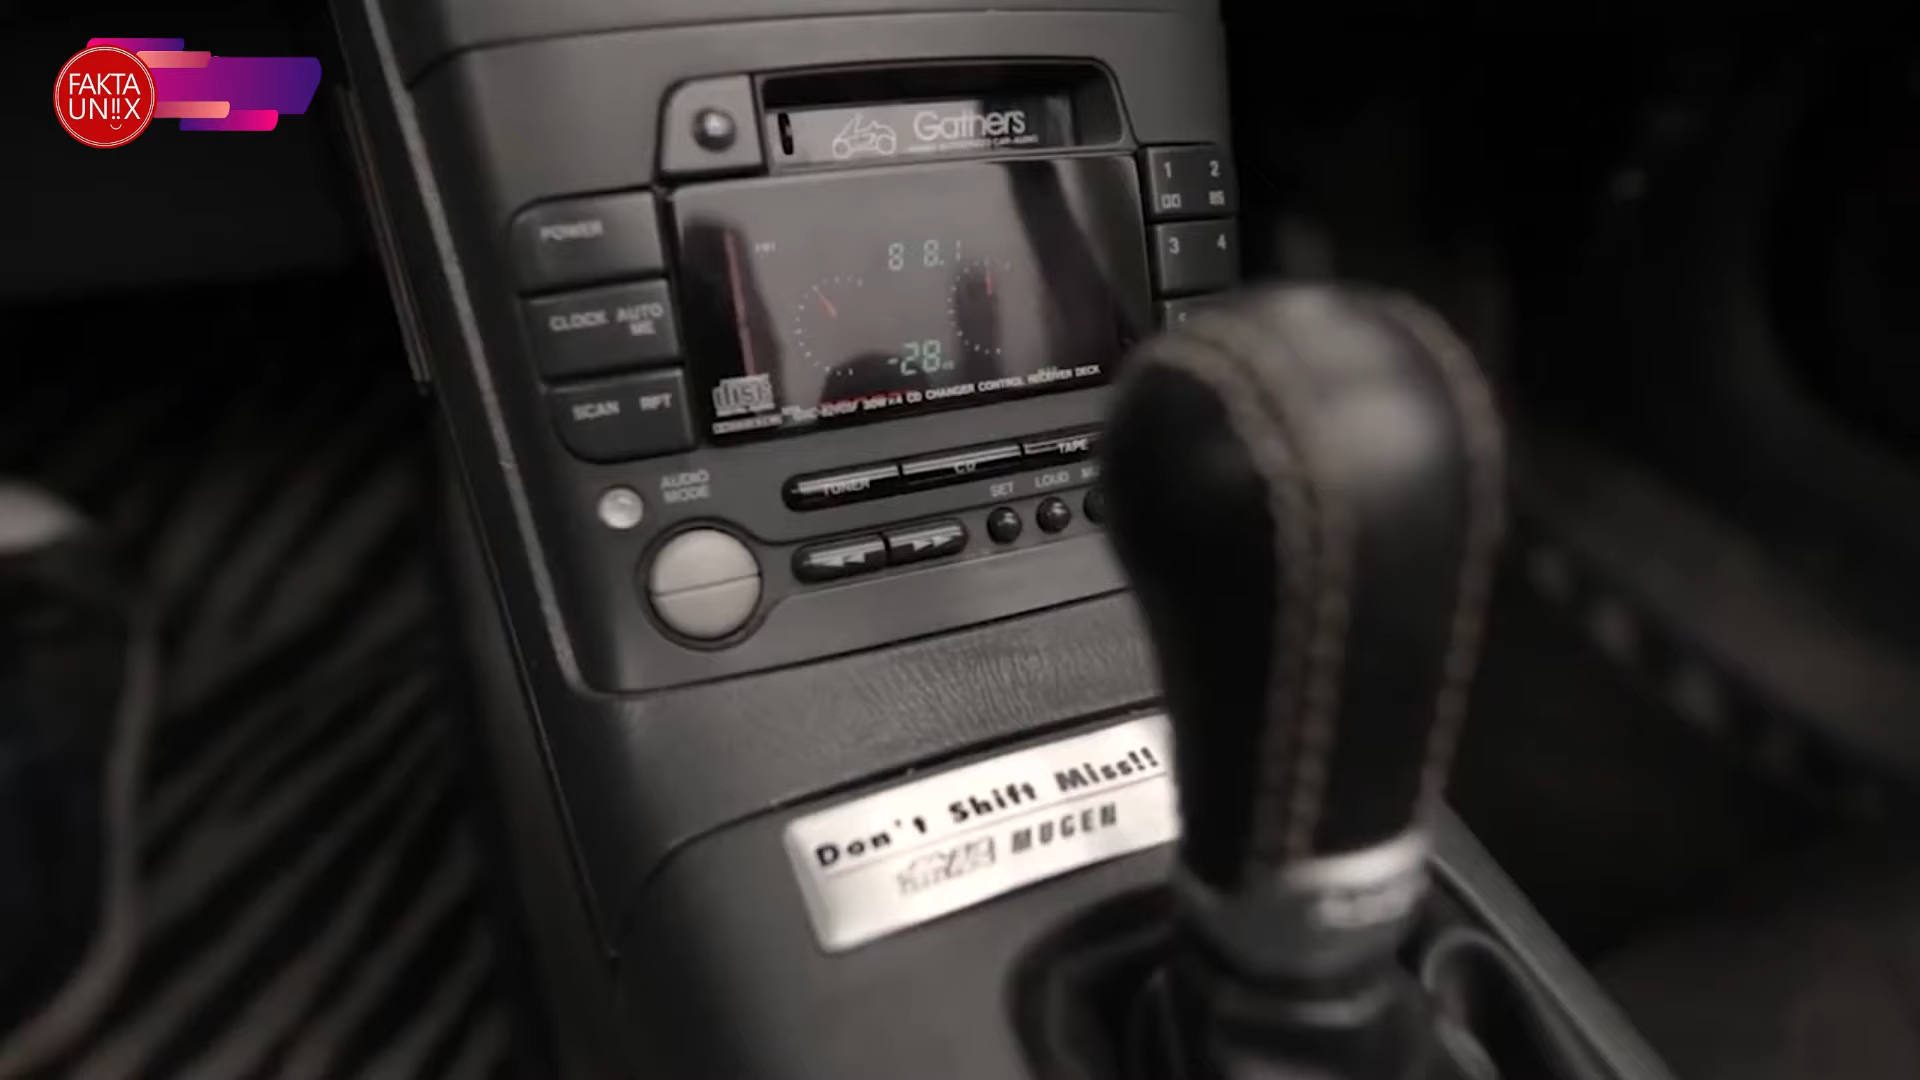 FAKTA
UN!!X
Gathers
POWER
88.1
1 2
3 4
CLOCK AUTO
ME
-28
SCAN RPT
disc
CD CHANGER CONTROL RECEIVER DECK
AUDIO
MODE
TUNER CD TAPE
SET LOUD
Don't Shift Miss!!
MUGEN